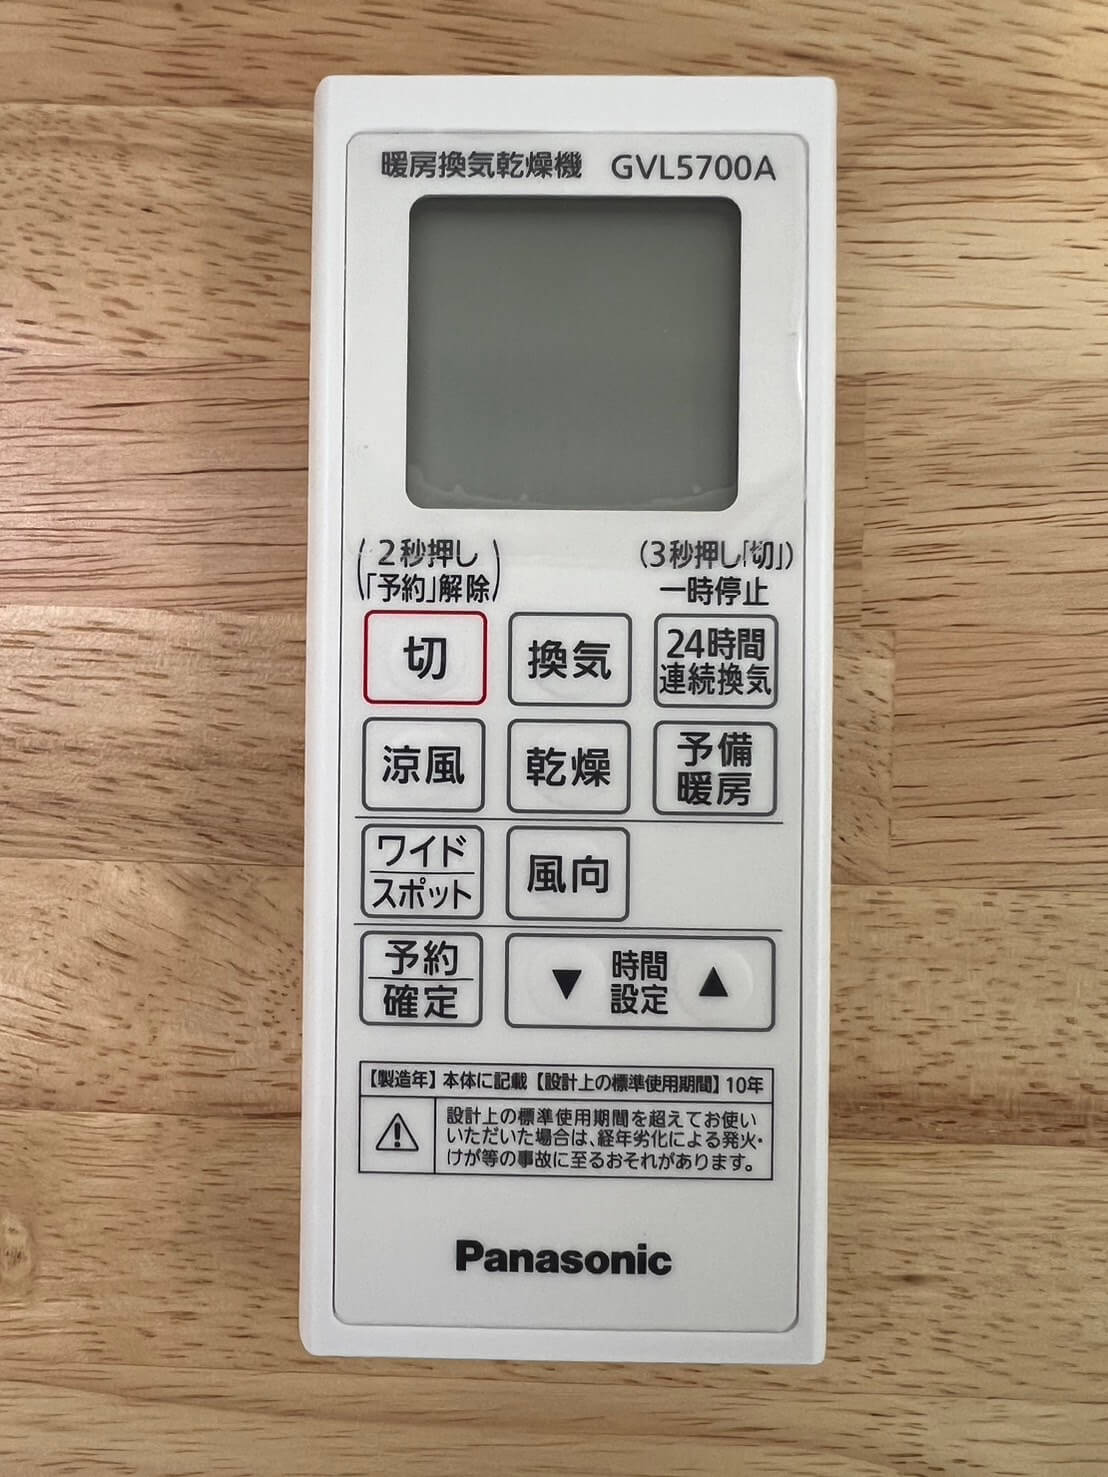 暖房換気乾燥機 GVL5700A
(2秒押し「予約」解除)
(3秒押し「切」)
一時停止
切
換気
24時間
連続換気
涼風
乾燥
予備
暖房
ワイド
スポット
風向
予約
確定
▼ 時間設定 ▲
【製造年】本体に記載【設計上の標準使用期間】10年
設計上の標準使用期間を超えてお使い
いただいた場合は、経年劣化による発火・
けが等の事故に至るおそれがあります。
Panasonic